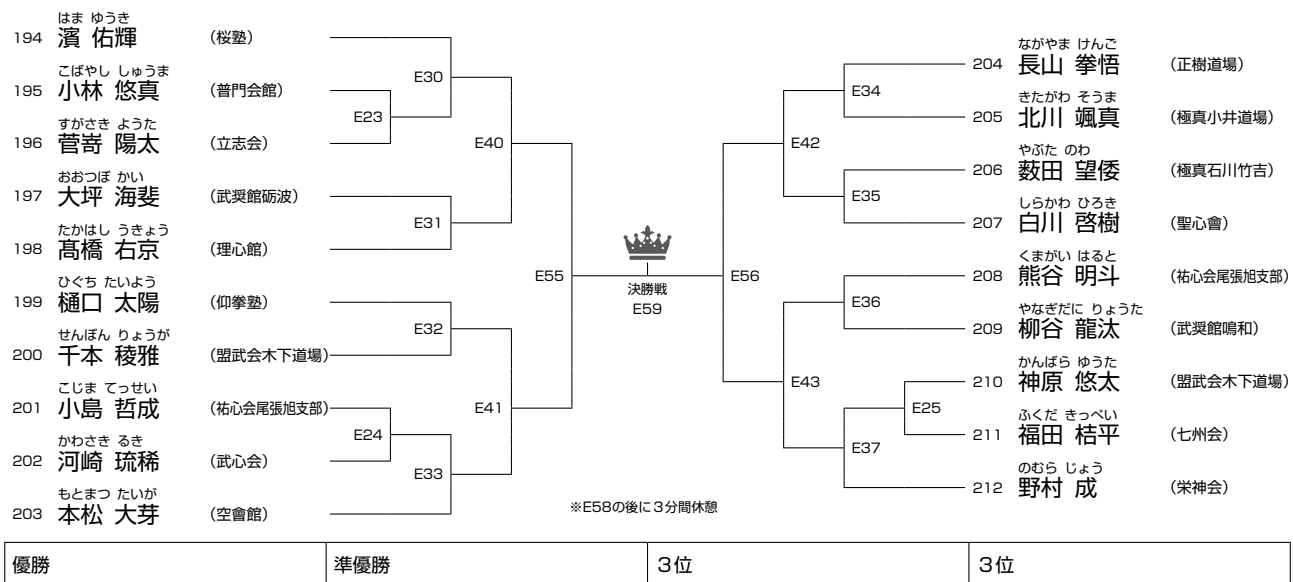 はま ゆうき
194 濱 佑輝 (桜塾)
こばやし しゅうま
195 小林 悠真 (普門会館)
すがさき ようた
196 菅嵜 陽太 (立志会)
おおつぼ かい
197 大坪 海斐 (武奨館砺波)
たかはし うきょう
198 髙橋 右京 (理心館)
ひぐち たいよう
199 樋口 太陽 (仰拳塾)
せんぼん りょうが
200 千本 稜雅 (盟武会木下道場)
こじま てっせい
201 小島 哲成 (祐心会尾張旭支部)
かわさき るき
202 河崎 琉稀 (武心会)
もとまつ たいが
203 本松 大芽 (空會館)
E30
E23
E40
E31
E55
E32
E41
E24
E33
決勝戦
E59
※E58の後に3分間休憩
E34
E42
E35
E56
E36
E43
E25
E37
ながやま けんご
204 長山 拳悟 (正樹道場)
きたがわ そうま
205 北川 颯真 (極真小井道場)
やぶた のわ
206 薮田 望倭 (極真石川竹吉)
しらかわ ひろき
207 白川 啓樹 (聖心會)
くまがい はると
208 熊谷 明斗 (祐心会尾張旭支部)
やなぎだに りょうた
209 柳谷 龍汰 (武奨館鳴和)
かんばら ゆうた
210 神原 悠太 (盟武会木下道場)
ふくだ きっぺい
211 福田 桔平 (七州会)
のむら じょう
212 野村 成 (栄神会)
優勝 準優勝 3位 3位